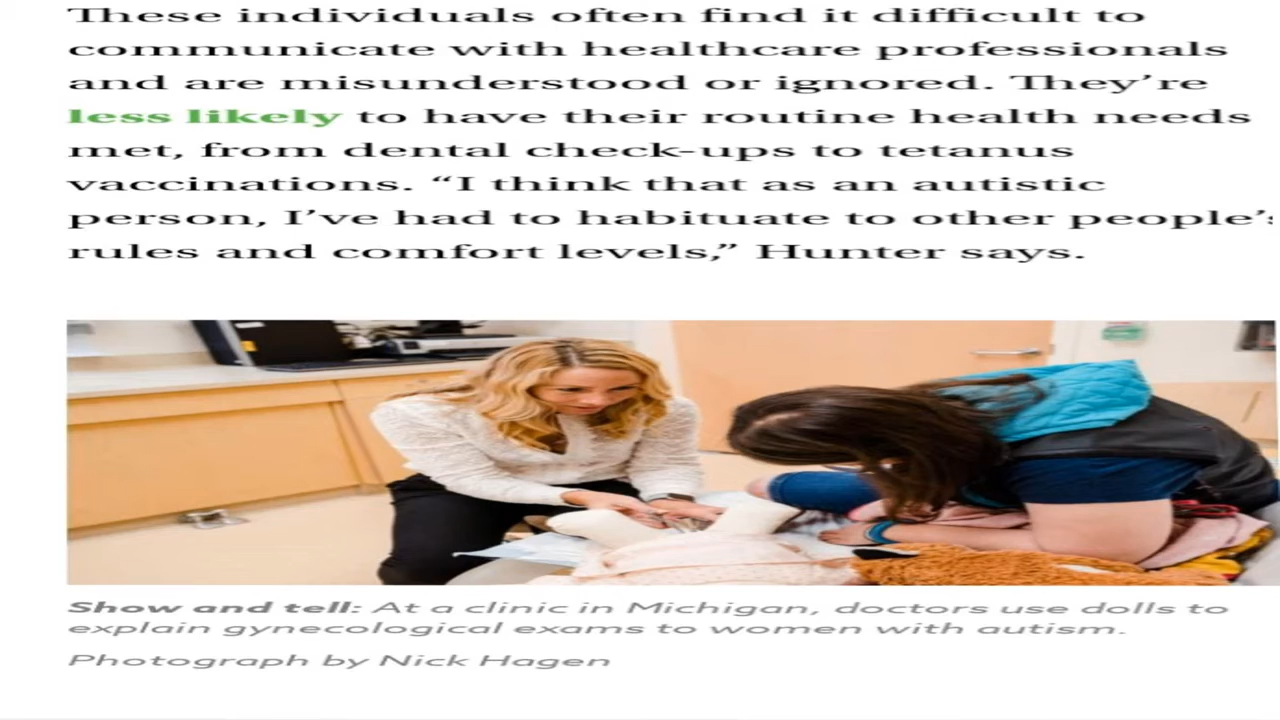 These individuals often find it difficult to
communicate with healthcare professionals
and are misunderstood or ignored. They’re
less likely to have their routine health needs
met, from dental check-ups to tetanus
vaccinations. “I think that as an autistic
person, I’ve had to habituate to other people’s
rules and comfort levels,” Hunter says.
Show and tell: At a clinic in Michigan, doctors use dolls to
explain gynecological exams to women with autism.
Photograph by Nick Hagen